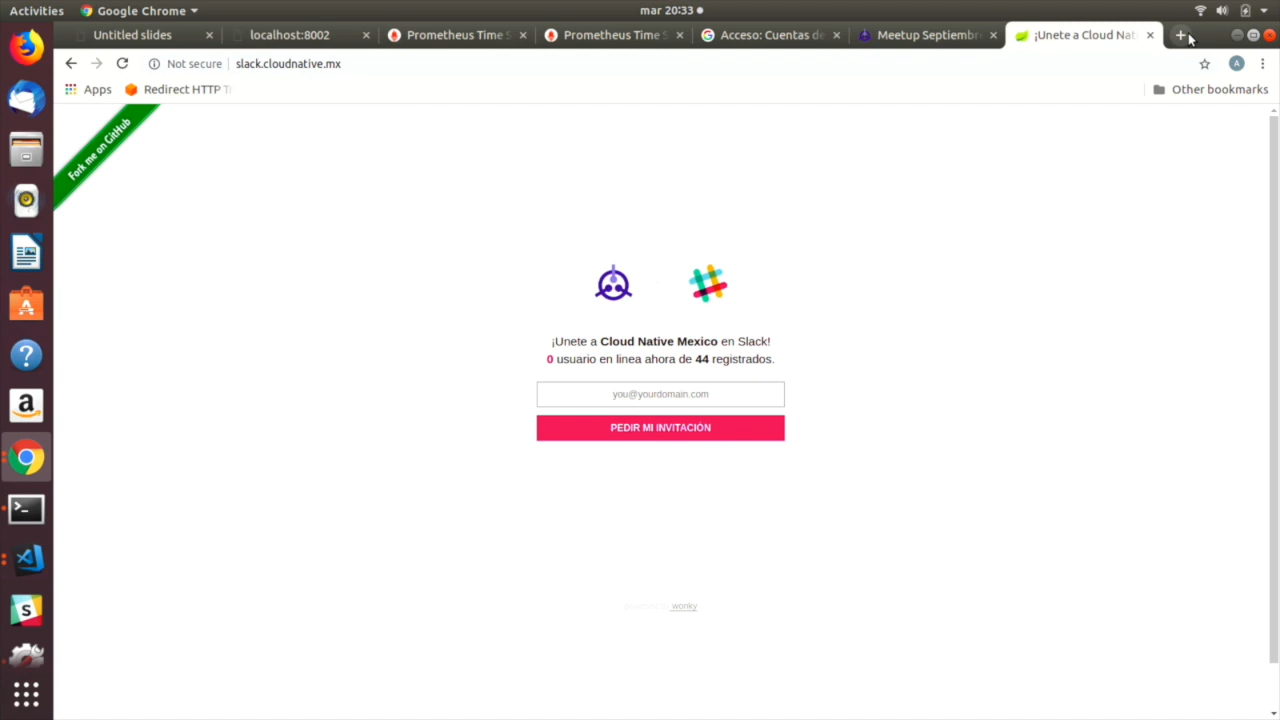 Activities
Google Chrome
mar 20:33
Untitled slides
localhost:8002
Prometheus Time S
Prometheus Time S
Acceso: Cuentas de
Meetup Septiembre
¡Unete a Cloud Nat
Not secure
slack.cloudnative.mx
A
Apps
Redirect HTTP T
Other bookmarks
Fork me on GitHub
¡Unete a Cloud Native Mexico en Slack!
0 usuario en linea ahora de 44 registrados.
you@yourdomain.com
PEDIR MI INVITACIÓN
wonky